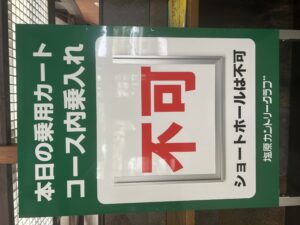 本日の乗用カート
コース内乗入れ
不可
ショートホールは不可
塩原カントリークラブ